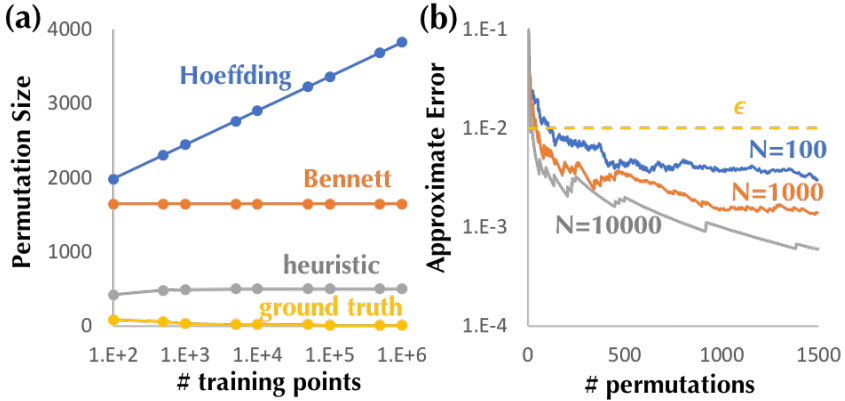 (a)
4000
3000
2000
1000
0
Permutation Size
Hoeffding
Bennett
heuristic
ground truth
1.E+2 1.E+3 1.E+4 1.E+5 1.E+6
# training points
(b)
1.E-1
1.E-2
1.E-3
1.E-4
Approximate Error
ϵ
N=100
N=1000
N=10000
0 500 1000 1500
# permutations